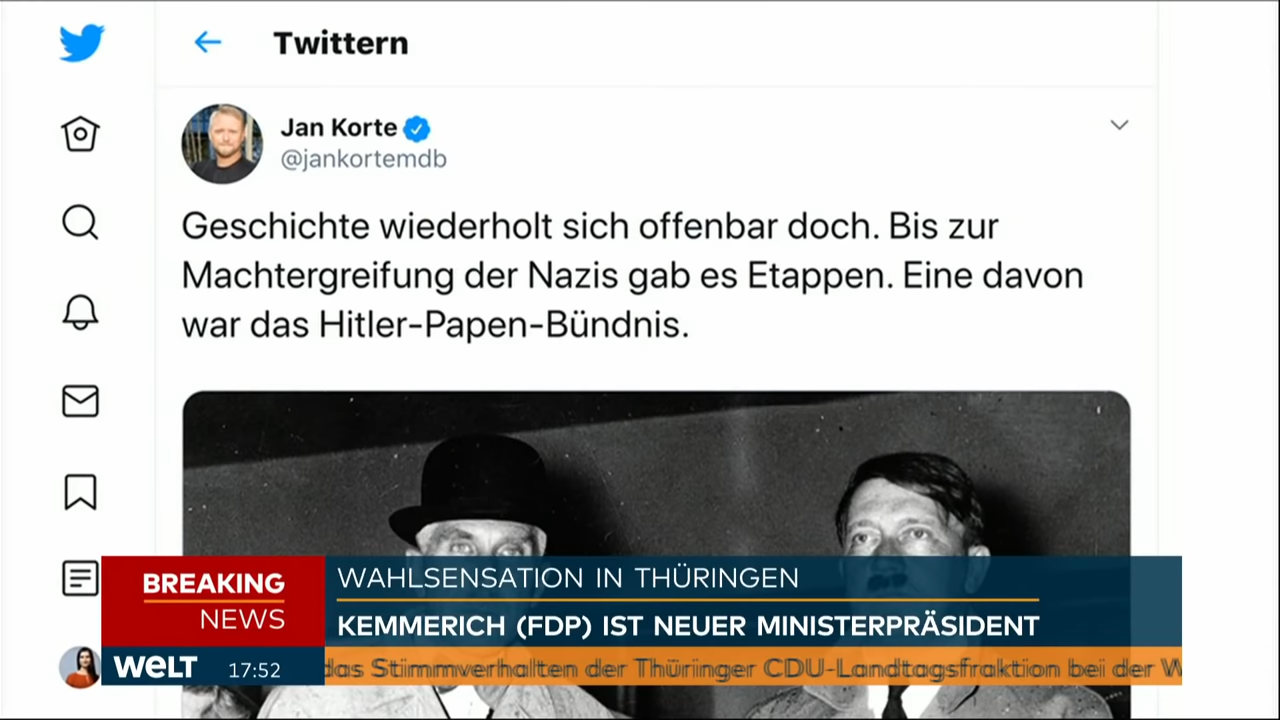 Twittern
Jan Korte
@jankortemdb
Geschichte wiederholt sich offenbar doch. Bis zur
Machtergreifung der Nazis gab es Etappen. Eine davon
war das Hitler-Papen-Bündnis.
BREAKING
NEWS
WAHLSENSATION IN THÜRINGEN
KEMMERICH (FDP) IST NEUER MINISTERPRÄSIDENT
welt 17:52
das Stimmverhalten der Thüringer CDU-Landtagsfraktion bei der W